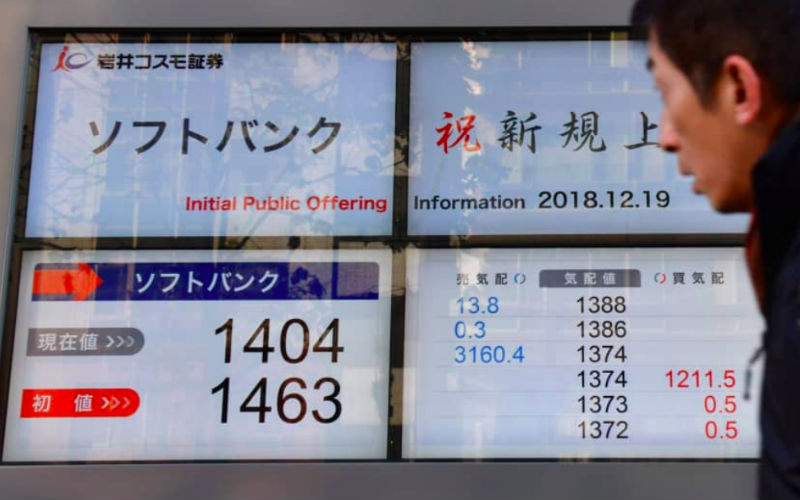 岩井コスモ証券
ソフトバンク
Initial Public Offering
祝 新規上
Information 2018.12.19
ソフトバンク
現在値 >>> 1404
初 値 >>> 1463
売気配 気配値 買気配
13.8 1388
0.3 1386
3160.4 1374
1374 1211.5
1373 0.5
1372 0.5